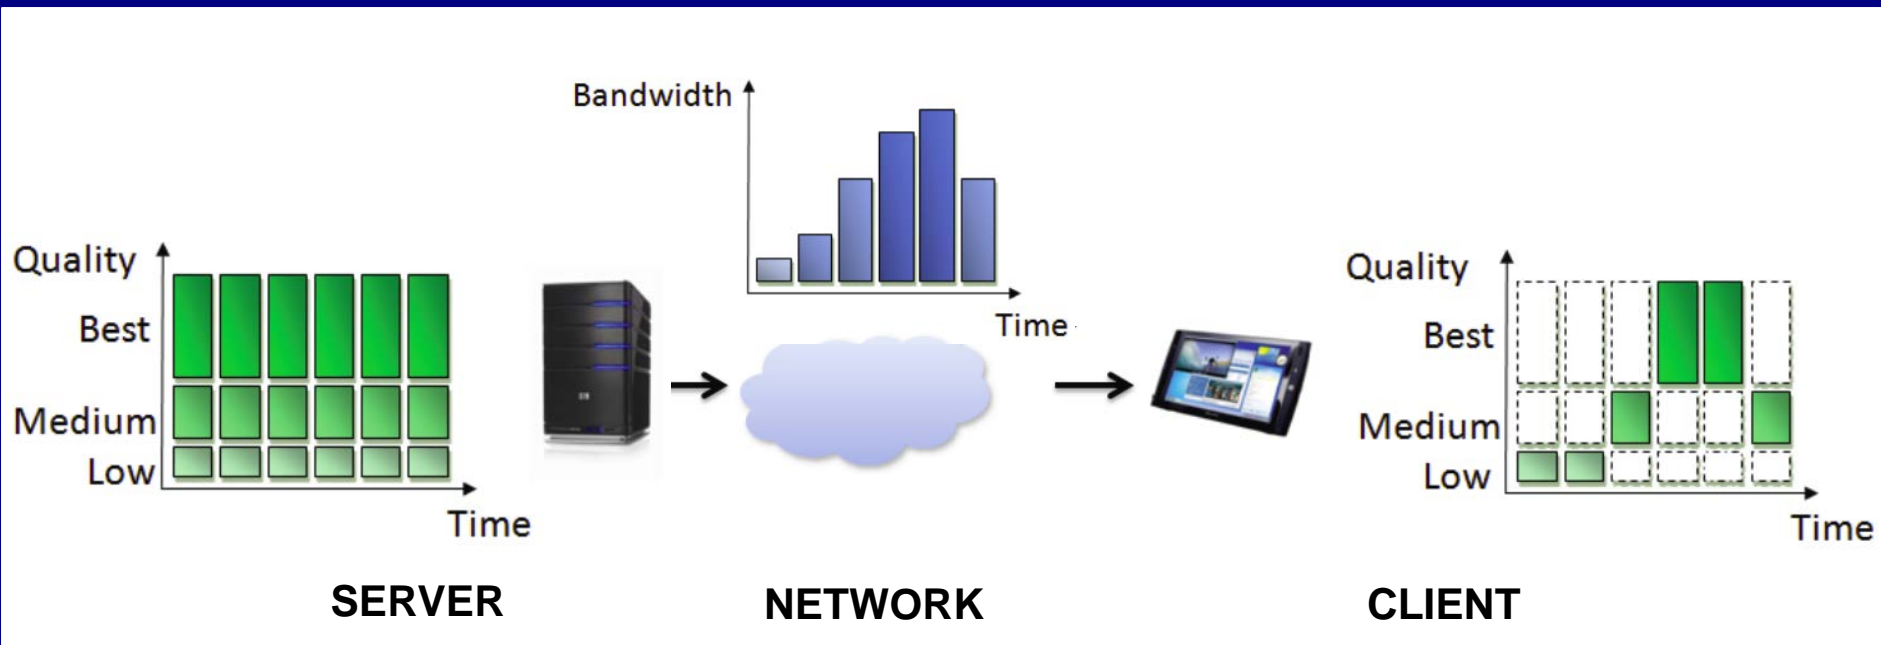 Bandwidth
Time
Quality
Best
Medium
Low
Time
Quality
Best
Medium
Low
Time
SERVER
NETWORK
CLIENT